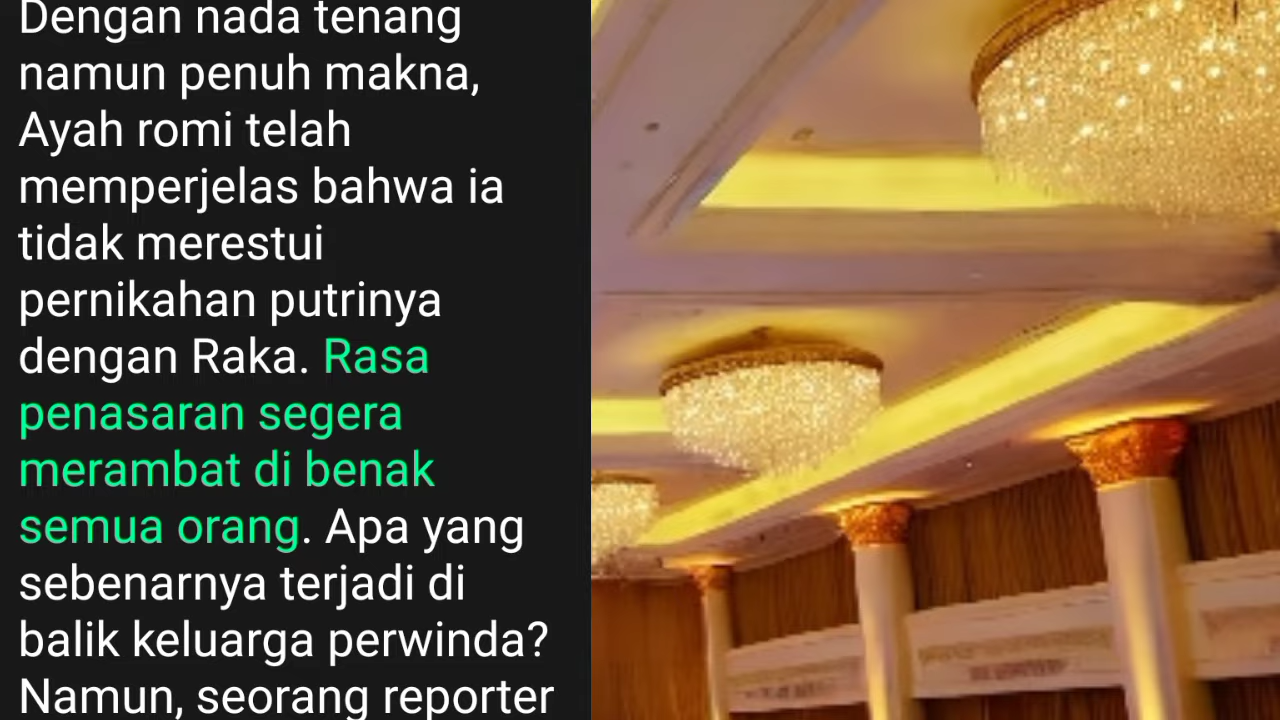 Dengan nada tenang
namun penuh makna,
Ayah romi telah
memperjelas bahwa ia
tidak merestui
pernikahan putrinya
dengan Raka. Rasa
penasaran segera
merambat di benak
semua orang. Apa yang
sebenarnya terjadi di
balik keluarga perwinda?
Namun, seorang reporter